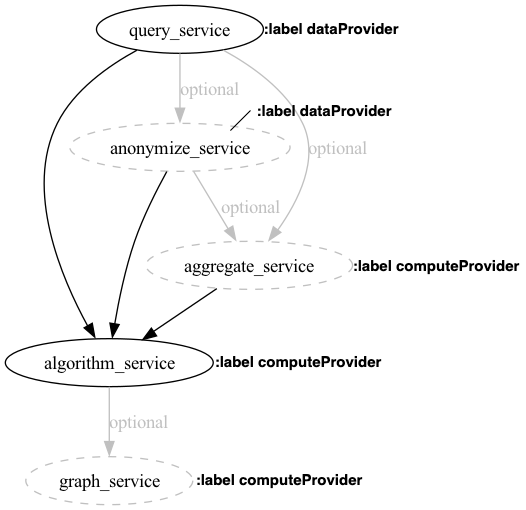 query_service :label dataProvider
optional
:label dataProvider
anonymize_service optional
optional
aggregate_service :label computeProvider
algorithm_service :label computeProvider
optional
graph_service :label computeProvider